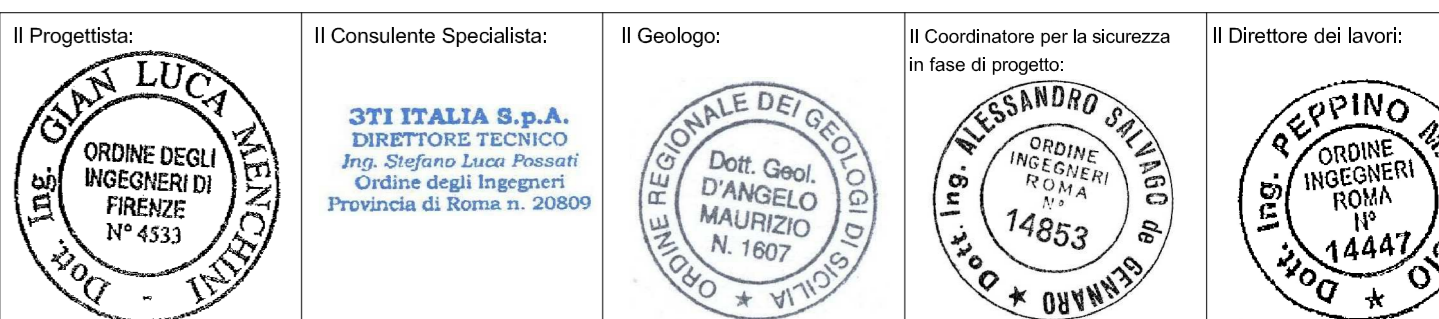 Il Progettista:
Dott. Ing. GIAN LUCA MENCHINI -
ORDINE DEGLI
INGEGNERI DI
FIRENZE
N° 4533
Il Consulente Specialista:
3TI ITALIA S.p.A.
DIRETTORE TECNICO
Ing. Stefano Luca Possati
Ordine degli Ingegneri
Provincia di Roma n. 20809
Il Geologo:
ORDINE REGIONALE DEI GEOLOGI DI SICILIA ★
Dott. Geol.
D'ANGELO
MAURIZIO
N. 1607
Il Coordinatore per la sicurezza
in fase di progetto:
Dott. Ing. ALESSANDRO SALVAGO de GENNARO ★
ORDINE
INGEGNERI
ROMA
N°
14853
Il Direttore dei lavori:
Dott. Ing. PEPPINO
ORDINE
INGEGNERI
ROMA
N°
14447